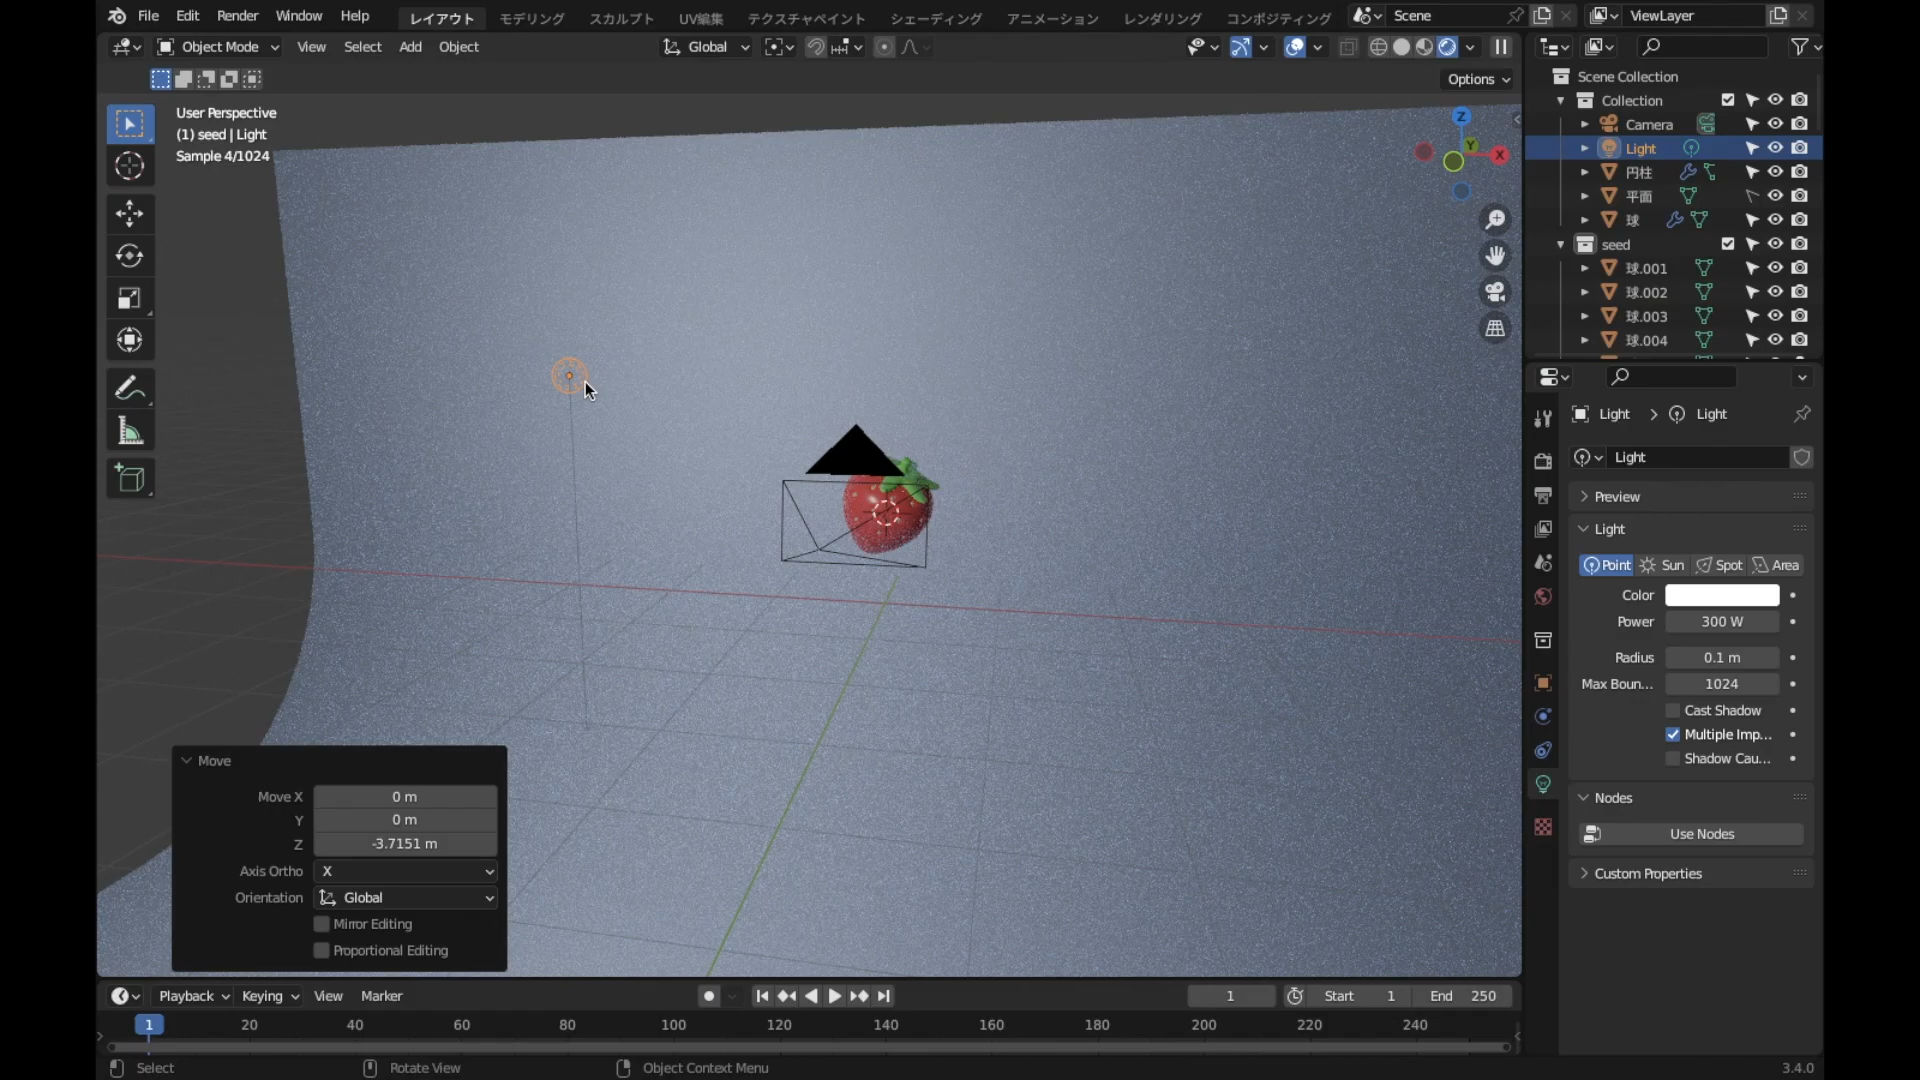 File Edit Render Window Help レイアウト モデリング スカルプト UV編集 テクスチャペイント シェーディング アニメーション レンダリング コンポジティング Scene ViewLayer
Object Mode View Select Add Object Global
Options
User Perspective
(1) seed | Light
Sample 4/1024
Z
Y
X
Scene Collection
Collection
Camera
Light
円柱
平面
球
seed
球.001
球.002
球.003
球.004
Light > Light
Light
Preview
Light
Point Sun Spot Area
Color
Power 300 W
Radius 0.1 m
Max Boun... 1024
Cast Shadow
Multiple Imp...
Shadow Cau...
Nodes
Use Nodes
Custom Properties
Move
Move X 0 m
Y 0 m
Z -3.7151 m
Axis Ortho X
Orientation Global
Mirror Editing
Proportional Editing
Playback Keying View Marker 1 Start 1 End 250
1 20 40 60 80 100 120 140 160 180 200 220 240
Select Rotate View Object Context Menu 3.4.0